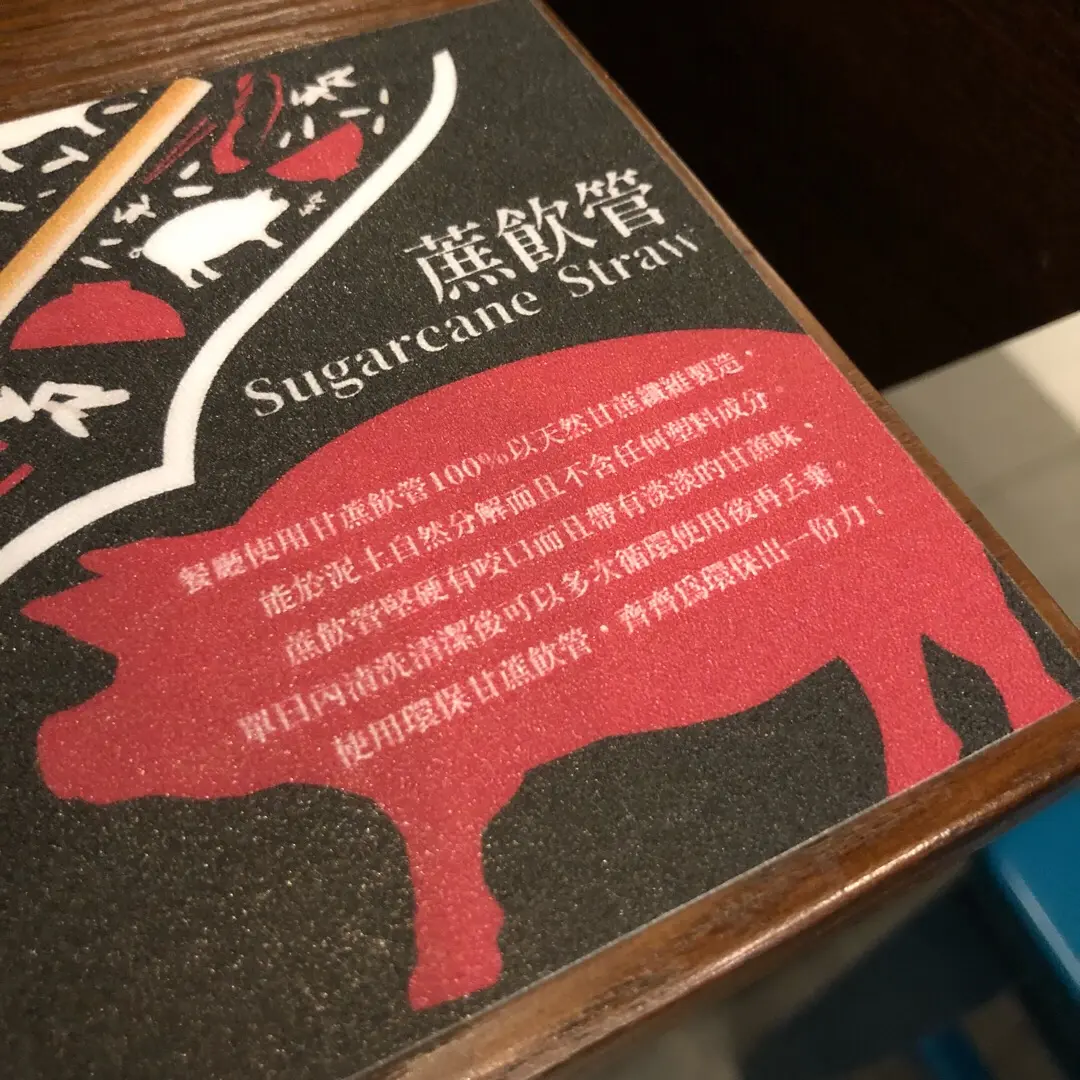 蔗飲管
Sugarcane Straw
餐廳使用甘蔗飲管100%以天然甘蔗纖維製造，
能於泥土自然分解而且不含任何塑料成分。
蔗飲管堅硬有咬口而且帶有淡淡的甘蔗味，
單日內清洗清潔後可以多次循環使用後再丟棄。
使用環保甘蔗飲管，齊齊為環保出一份力！